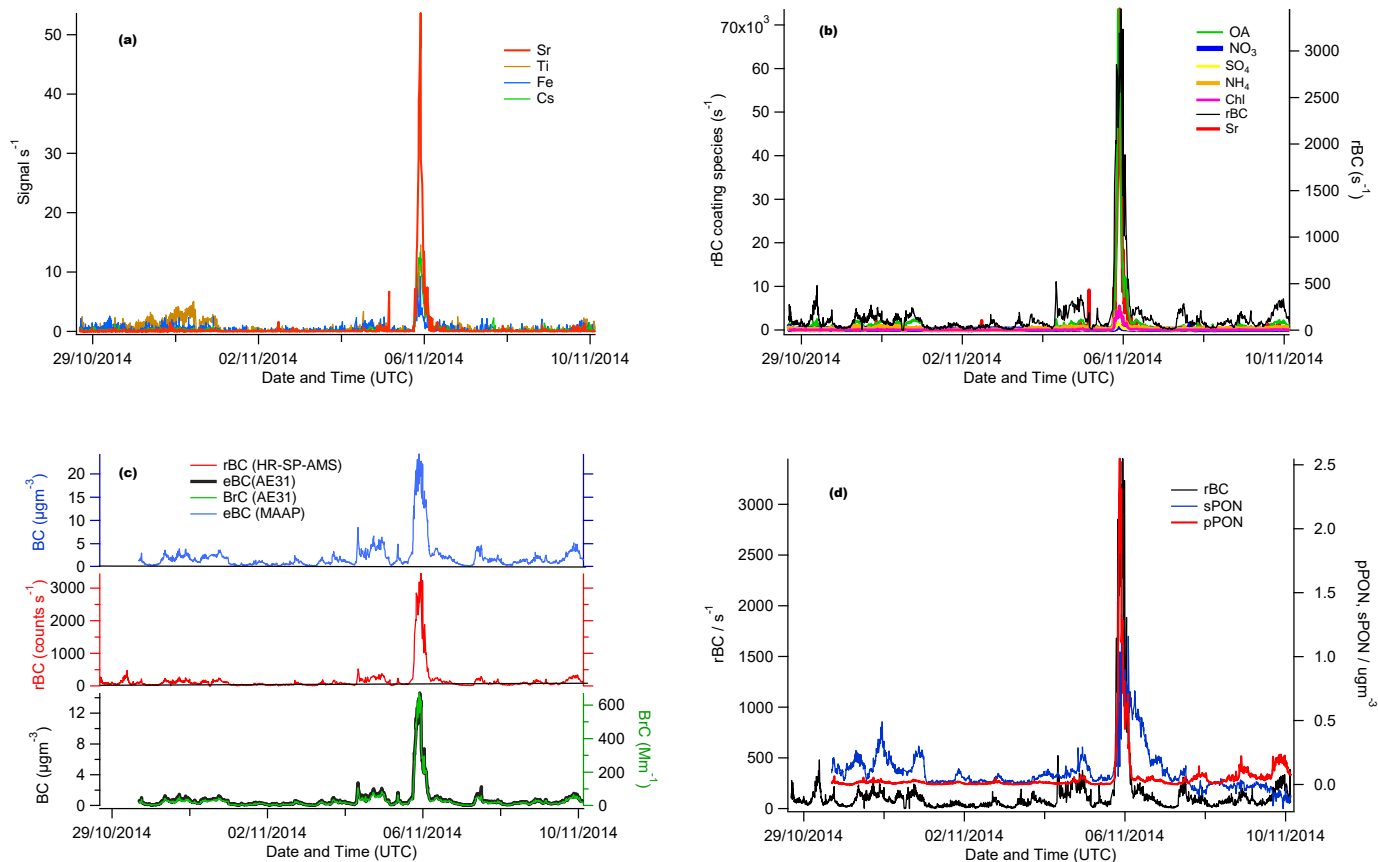 (a)
50
40
30
20
10
0
Signal s-1
Sr
Ti
Fe
Cs
29/10/2014 02/11/2014 06/11/2014 10/11/2014
Date and Time (UTC)
(b)
70x10³
60
50
40
30
20
10
0
rBC coating species (s⁻¹)
OA
NO₃
SO₄
NH₄
Chl
rBC
Sr
3000
2500
2000
1500
1000
500
0
rBC (s⁻¹)
29/10/2014 02/11/2014 06/11/2014 10/11/2014
Date and Time (UTC)
(c)
rBC (HR-SP-AMS)
eBC(AE31)
BrC (AE31)
eBC (MAAP)
20
15
10
5
0
BC (µgm⁻³)
3000
2000
1000
0
rBC (counts s⁻¹)
12
8
4
0
BC (µgm⁻³)
600
400
200
0
BrC (Mm⁻¹)
29/10/2014 02/11/2014 06/11/2014 10/11/2014
Date and Time (UTC)
(d)
3000
2500
2000
1500
1000
500
0
rBC / s⁻¹
rBC
sPON
pPON
2.5
2.0
1.5
1.0
0.5
0.0
pPON, sPON / ugm⁻³
29/10/2014 02/11/2014 06/11/2014 10/11/2014
Date and Time (UTC)